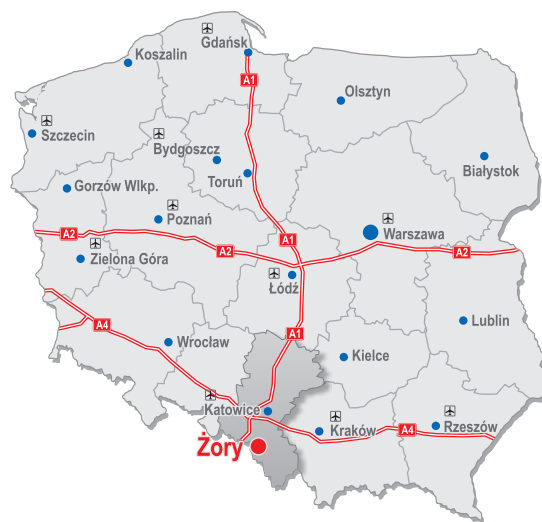 Gdańsk
Koszalin
A1
Olsztyn
Szczecin
Bydgoszcz
Białystok
Toruń
Gorzów Wlkp.
Poznań
A2
A1
Warszawa
A2
A2
Zielona Góra
Łódź
A4
A1
Lublin
Wrocław
Kielce
Katowice
Kraków
A4
Rzeszów
Żory